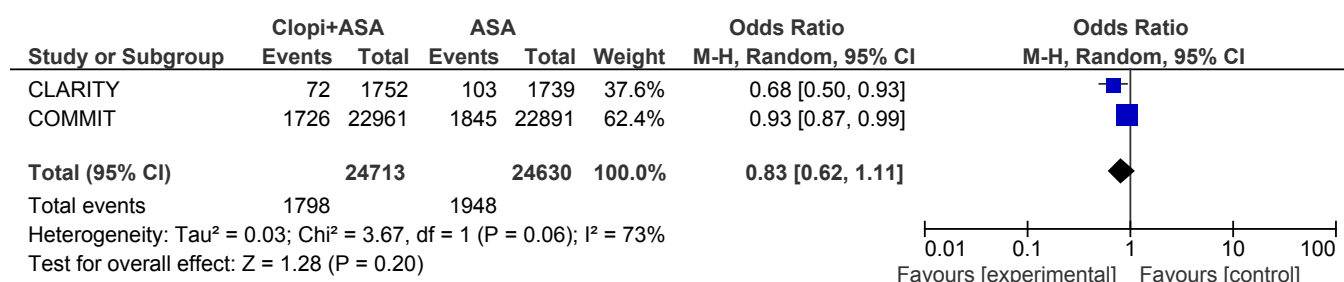 Clopi+ASA ASA Odds Ratio Odds Ratio
Study or Subgroup Events Total Events Total Weight M-H, Random, 95% CI M-H, Random, 95% CI
CLARITY 72 1752 103 1739 37.6% 0.68 [0.50, 0.93]
COMMIT 1726 22961 1845 22891 62.4% 0.93 [0.87, 0.99]
Total (95% CI) 24713 24630 100.0% 0.83 [0.62, 1.11]
Total events 1798 1948
Heterogeneity: Tau² = 0.03; Chi² = 3.67, df = 1 (P = 0.06); I² = 73%
Test for overall effect: Z = 1.28 (P = 0.20)
0.01 0.1 1 10 100
Favours [experimental] Favours [control]